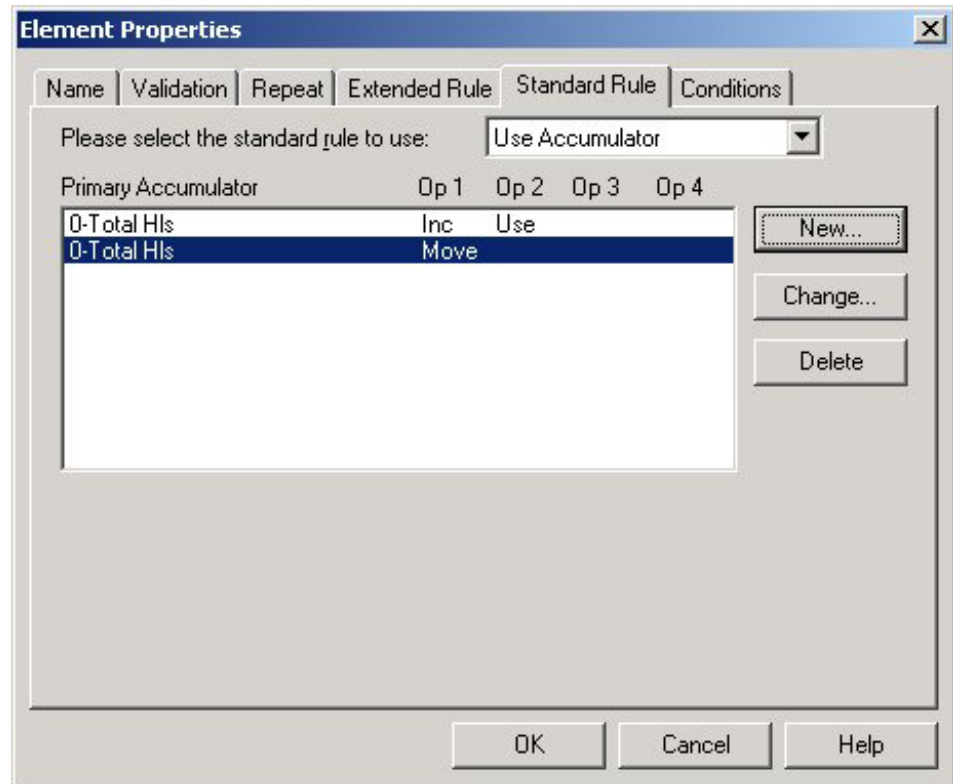 Element Properties
Name Validation Repeat Extended Rule Standard Rule Conditions
Please select the standard rule to use: Use Accumulator
Primary Accumulator Op 1 Op 2 Op 3 Op 4
0-Total Hls Inc Use
0-Total Hls Move
New...
Change...
Delete
OK Cancel Help